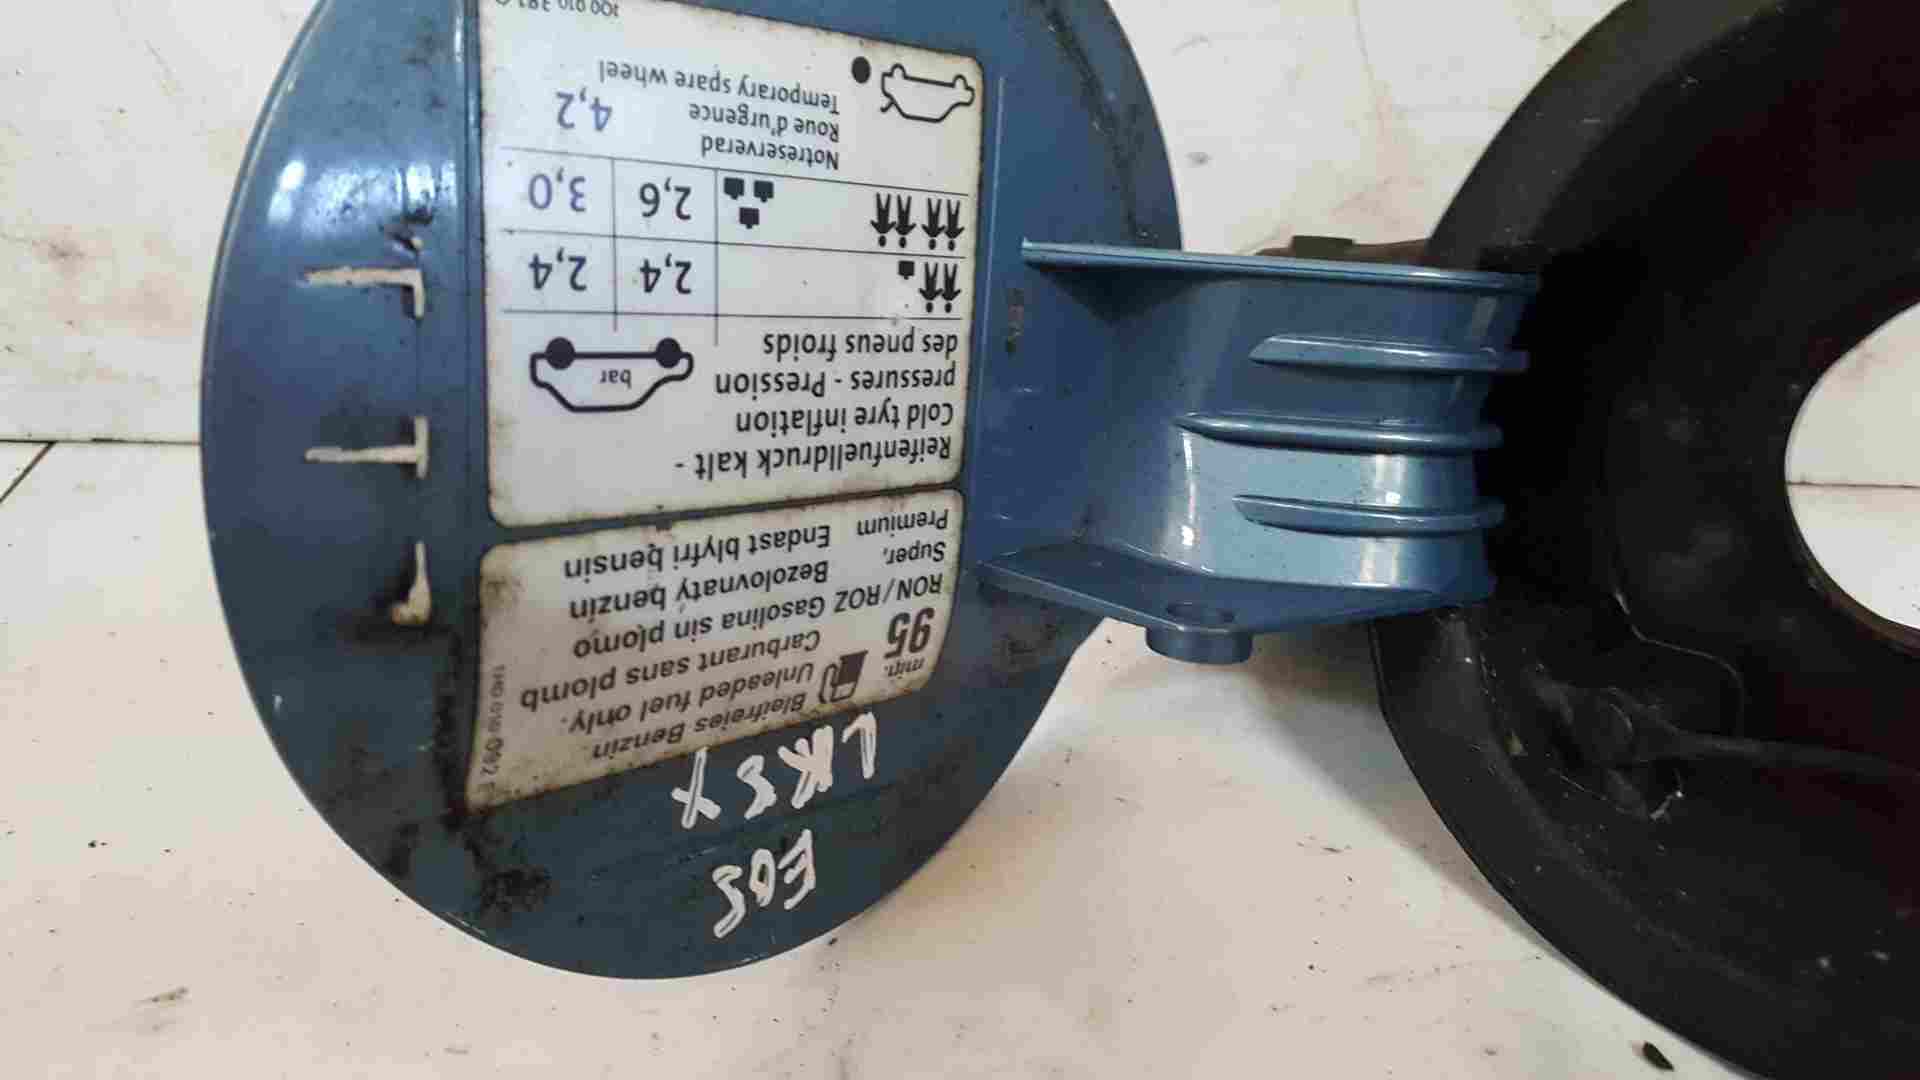 EOS
LK5X
Bleifreies Benzin.
Unleaded fuel only.
Carburant sans plomb
min.
95
RON/ROZ
Super,
Premium
Gasolina sin plomo
Bezolovnatý benzín
Endast blyfri bensin
Reifenfuelldruck kalt -
Cold tyre inflation
pressures - Pression
des pneus froids
bar
2,4 2,4
2,6 3,0
Notreserverad
Roue d'urgence
Temporary spare wheel
4,2